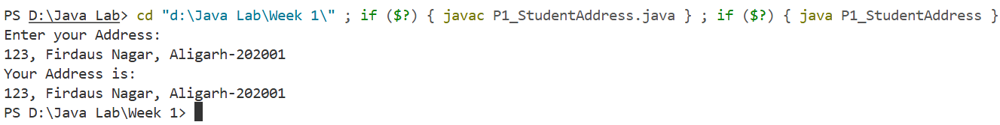 PS D:\Java Lab> cd "d:\Java Lab\Week 1\" ; if ($?) { javac P1_StudentAddress.java } ; if ($?) { java P1_StudentAddress }
Enter your Address:
123, Firdaus Nagar, Aligarh-202001
Your Address is:
123, Firdaus Nagar, Aligarh-202001
PS D:\Java Lab\Week 1>